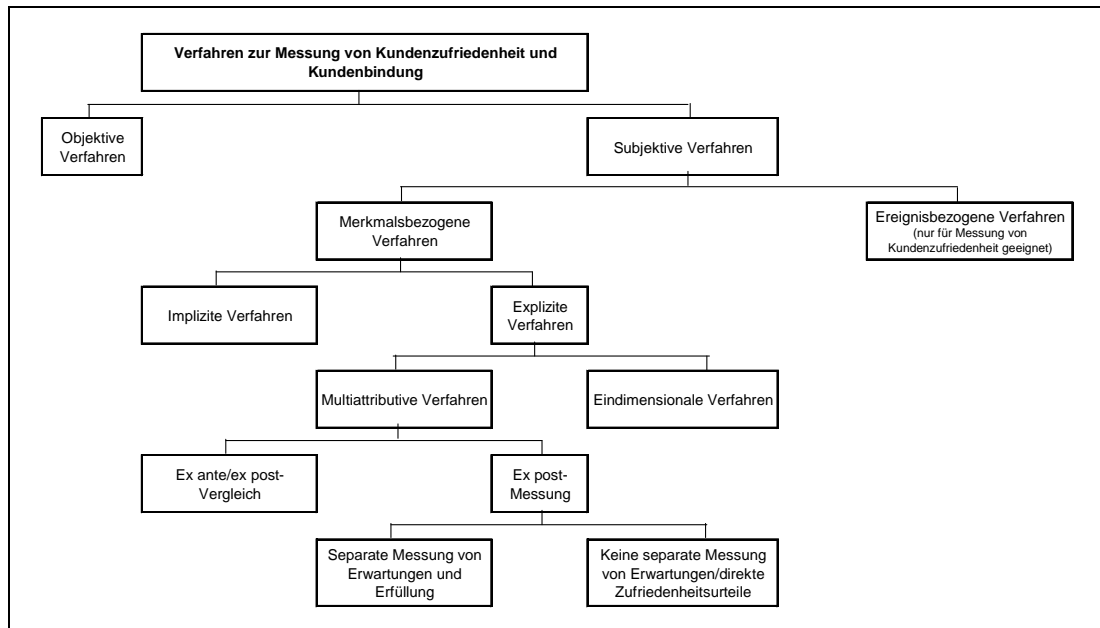 Verfahren zur Messung von Kundenzufriedenheit und
Kundenbindung
Objektive
Verfahren
Subjektive Verfahren
Merkmalsbezogene
Verfahren
Ereignisbezogene Verfahren
(nur für Messung von
Kundenzufriedenheit geeignet)
Implizite Verfahren
Explizite
Verfahren
Multiattributive Verfahren
Eindimensionale Verfahren
Ex ante/ex post-
Vergleich
Ex post-
Messung
Separate Messung von
Erwartungen und
Erfüllung
Keine separate Messung
von Erwartungen/direkte
Zufriedenheitsurteile